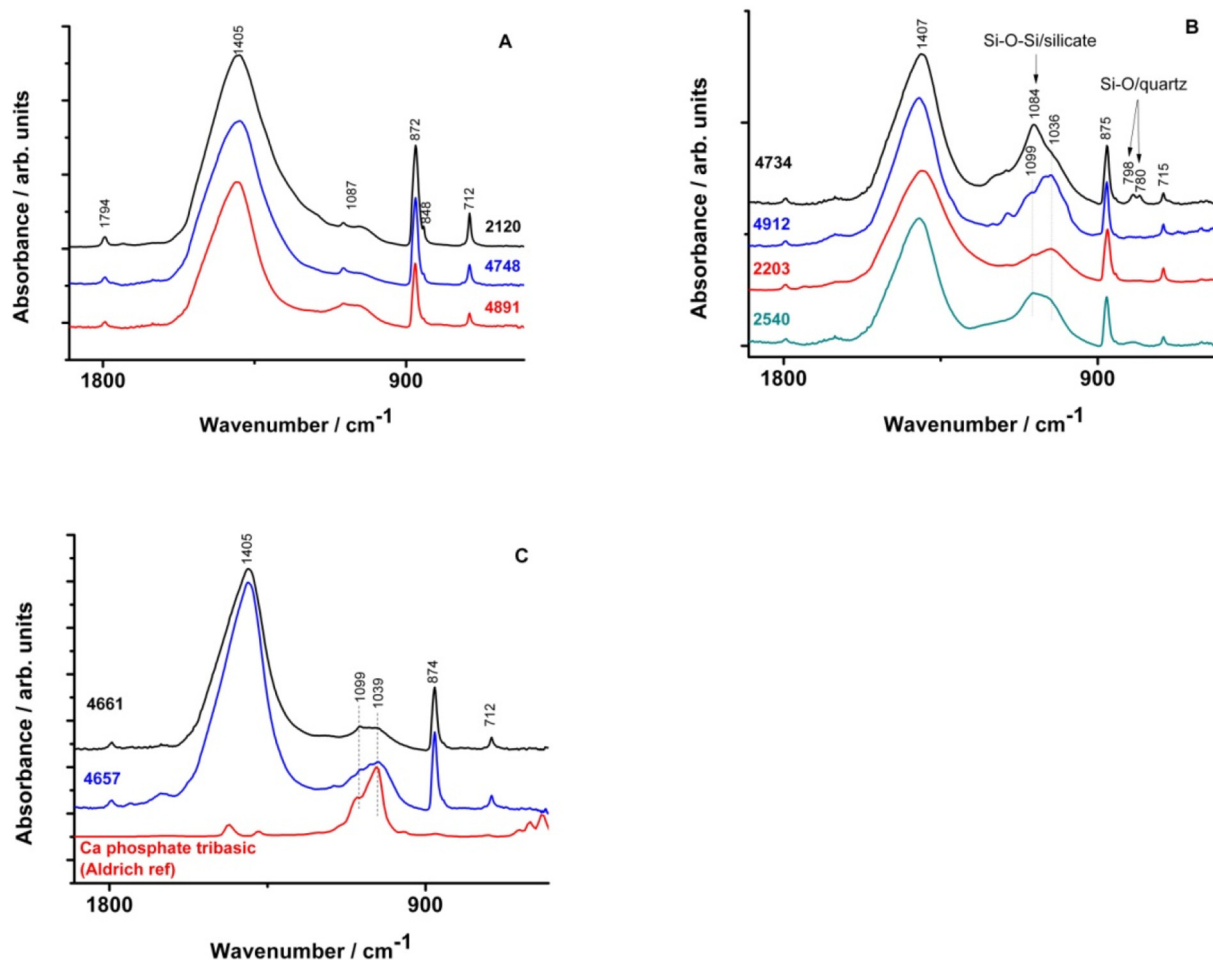 A
1405
872
848
712
1087
1794
2120
4748
4891
1800
900
Wavenumber / cm-1
Absorbance / arb. units
B
1407
Si-O-Si/silicate
Si-O/quartz
1084
1099
1036
875
798
780
715
4734
4912
2203
2540
1800
900
Wavenumber / cm-1
Absorbance / arb. units
C
1405
1099
1039
874
712
4661
4657
Ca phosphate tribasic
(Aldrich ref)
1800
900
Wavenumber / cm-1
Absorbance / arb. units